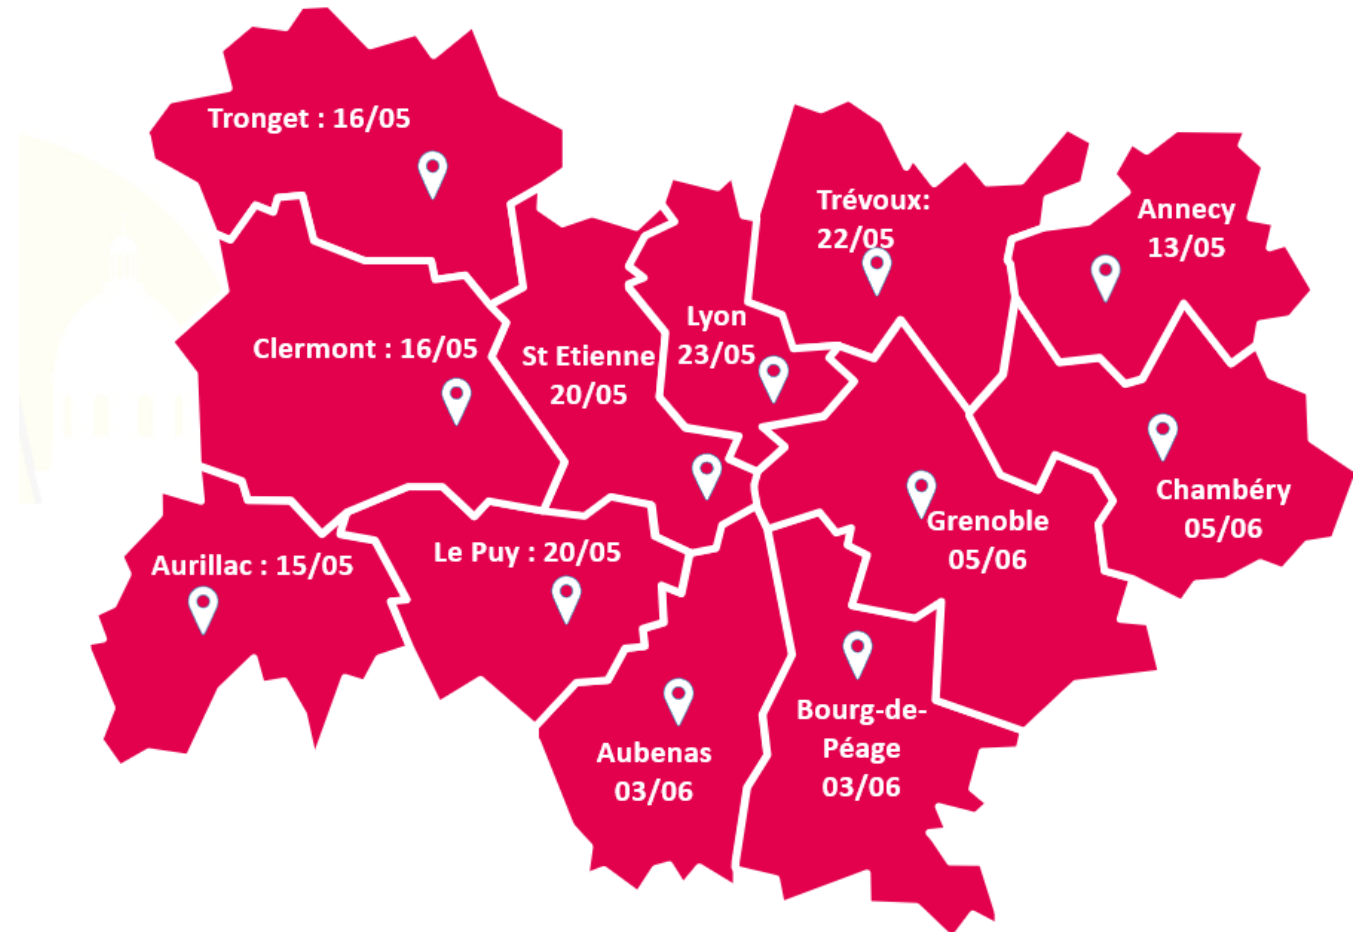 Tronget : 16/05
Trévoux:
22/05
Annecy
13/05
Clermont : 16/05
St Etienne
20/05
Lyon
23/05
Chambéry
05/06
Grenoble
05/06
Aurillac : 15/05
Le Puy : 20/05
Aubenas
03/06
Bourg-de-
Péage
03/06